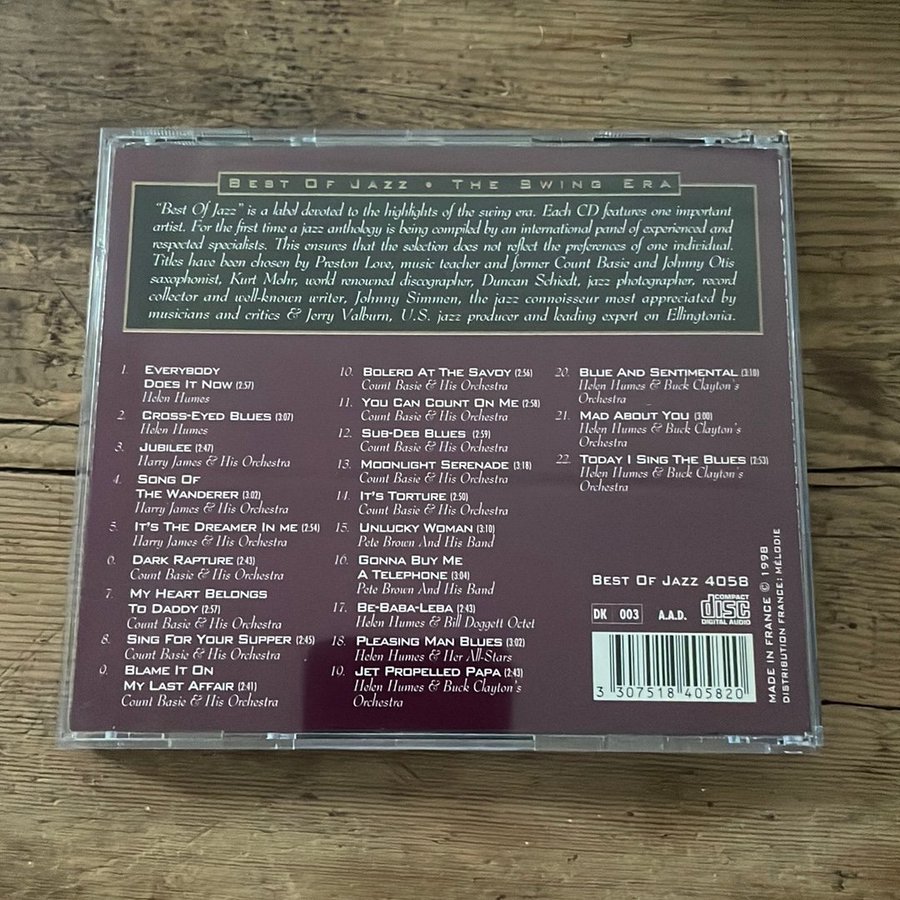 BEST OF JAZZ • THE SWING ERA
"Best Of Jazz" is a label devoted to the highlights of the swing era. Each CD features one important
artist. For the first time a jazz anthology is being compiled by an international panel of experienced and
respected specialists. This ensures that the selection does not reflect the preferences of one individual.
Titles have been chosen by Preston Love, music teacher and former Count Basie and Johnny Otis
saxophonist, Kurt Mohr, world renowned discographer, Duncan Schiedt, jazz photographer, record
collector and well-known writer, Johnny Simmen, the jazz connoisseur most appreciated by
musicians and critics & Jerry Valburn, U.S. jazz producer and leading expert on Ellingtonia.
1. EVERYBODY
DOES IT NOW (2:57)
Helen Humes
2. CROSS-EYED BLUES (3:07)
Helen Humes
3. JUBILEE (2:47)
Harry James & His Orchestra
4. SONG OF
THE WANDERER (3:02)
Harry James & His Orchestra
5. IT'S THE DREAMER IN ME (2:54)
Harry James & His Orchestra
6. DARK RAPTURE (2:43)
Count Basie & His Orchestra
7. MY HEART BELONGS
TO DADDY (2:57)
Count Basie & His Orchestra
8. SING FOR YOUR SUPPER (2:45)
Count Basie & His Orchestra
9. BLAME IT ON
MY LAST AFFAIR (2:41)
Count Basie & His Orchestra
10. BOLERO AT THE SAVOY (2:56)
Count Basie & His Orchestra
11. YOU CAN COUNT ON ME (2:58)
Count Basie & His Orchestra
12. SUB-DEB BLUES (2:59)
Count Basie & His Orchestra
13. MOONLIGHT SERENADE (3:18)
Count Basie & His Orchestra
14. IT'S TORTURE (2:50)
Count Basie & His Orchestra
15. UNLUCKY WOMAN (3:10)
Pete Brown And His Band
16. GONNA BUY ME
A TELEPHONE (3:04)
Pete Brown And His Band
17. BE-BABA-LEBA (2:43)
Helen Humes & Bill Doggett Octet
18. PLEASING MAN BLUES (3:02)
Helen Humes & Her All-Stars
19. JET PROPELLED PAPA (2:43)
Helen Humes & Buck Clayton's
Orchestra
20. BLUE AND SENTIMENTAL (3:10)
Helen Humes & Buck Clayton's
Orchestra
21. MAD ABOUT YOU (3:00)
Helen Humes & Buck Clayton's
Orchestra
22. TODAY I SING THE BLUES (2:53)
Helen Humes & Buck Clayton's
Orchestra
BEST OF JAZZ 4058
DK 003 A.A.D. COMPACT disc DIGITAL AUDIO
3 307518 405820
MADE IN FRANCE © 1998
DISTRIBUTION FRANCE: MÉLODIE